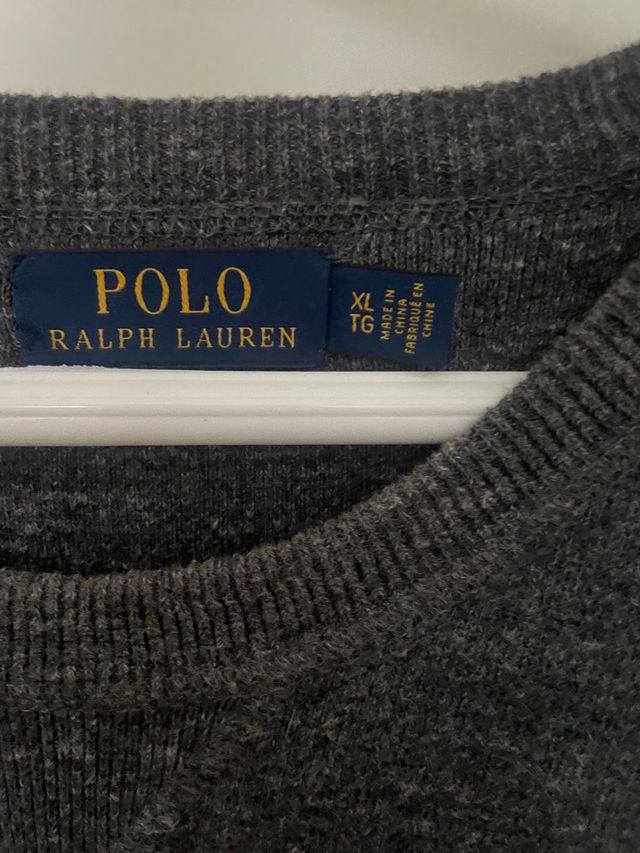 POLO
RALPH LAUREN
XL
TG
MADE IN
CHINA
FABRIQUÉ EN
CHINE